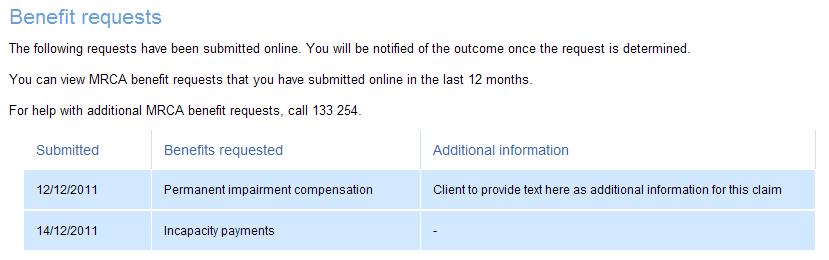 Benefit requests
The following requests have been submitted online. You will be notified of the outcome once the request is determined.
You can view MRCA benefit requests that you have submitted online in the last 12 months.
For help with additional MRCA benefit requests, call 133 254.
Submitted Benefits requested Additional information
12/12/2011 Permanent impairment compensation Client to provide text here as additional information for this claim
14/12/2011 Incapacity payments -